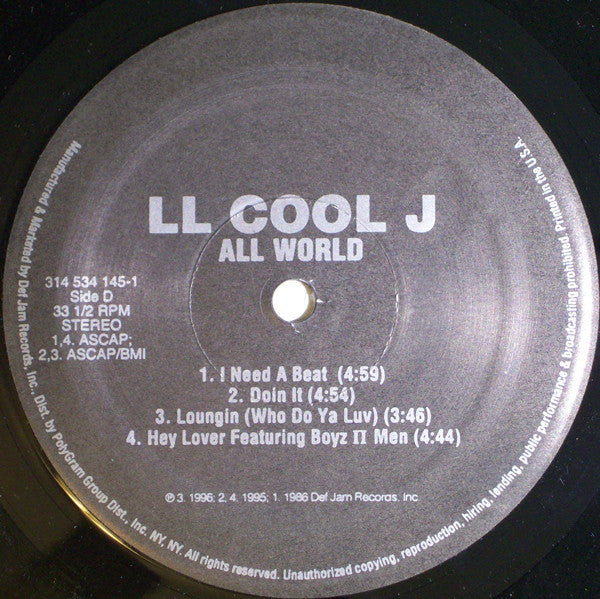 LL COOL J
ALL WORLD
314 534 145-1
Side D
33 1/2 RPM
STEREO
1,4. ASCAP;
2,3. ASCAP/BMI
1. I Need A Beat (4:59)
2. Doin It (4:54)
3. Loungin (Who Do Ya Luv) (3:46)
4. Hey Lover Featuring Boyz II Men (4:44)
℗ 3. 1996; 2, 4. 1995; 1. 1986 Def Jam Records, Inc.
Manufactured & Marketed by Def Jam Records, Inc. Dist. by PolyGram Group Dist., Inc. NY, NY. All rights reserved. Unauthorized copying, reproduction, hiring, lending, public performance & broadcasting prohibited. Printed in the U.S.A.